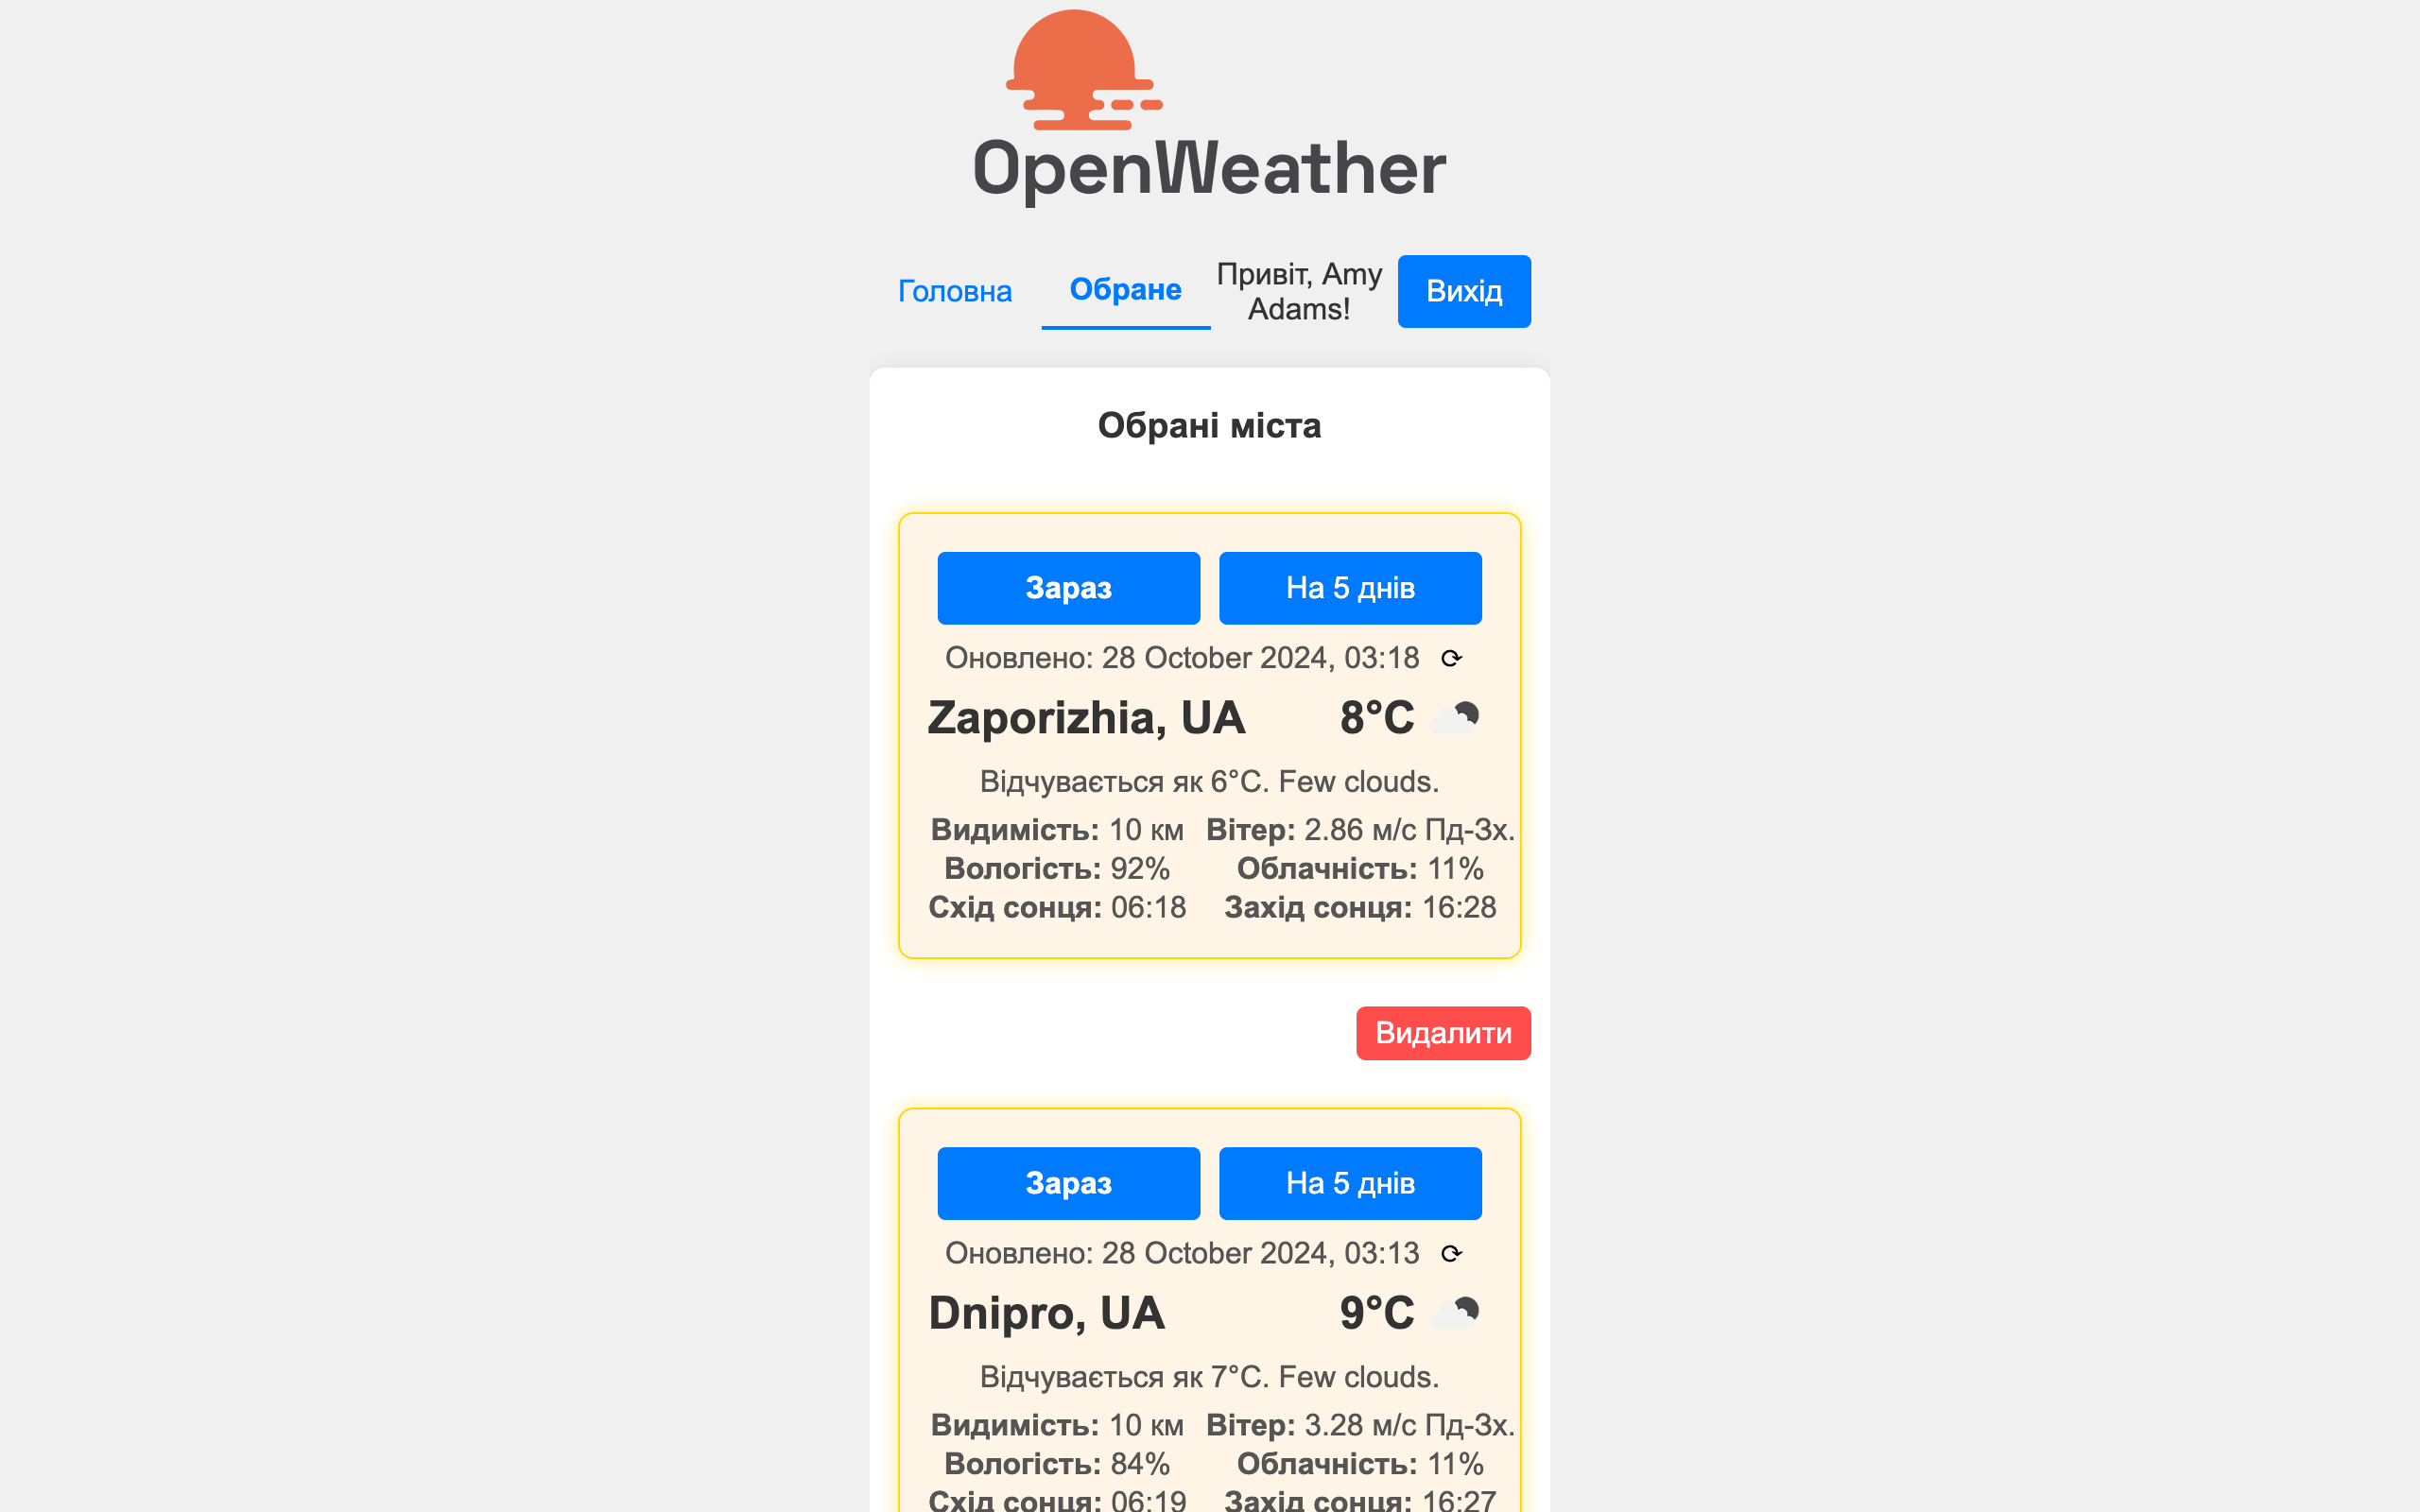 OpenWeather
Головна
Обране
Привіт, Amy
Adams!
Вихід
Обрані міста
Зараз
На 5 днів
Оновлено: 28 October 2024, 03:18 ⟳
Zaporizhia, UA
8°C
Відчувається як 6°C. Few clouds.
Видимість: 10 км
Вітер: 2.86 м/с Пд-Зх.
Вологість: 92%
Облачність: 11%
Схід сонця: 06:18
Захід сонця: 16:28
Видалити
Зараз
На 5 днів
Оновлено: 28 October 2024, 03:13 ⟳
Dnipro, UA
9°C
Відчувається як 7°C. Few clouds.
Видимість: 10 км
Вітер: 3.28 м/с Пд-Зх.
Вологість: 84%
Облачність: 11%
Схід сонця: 06:19
Захід сонця: 16:27